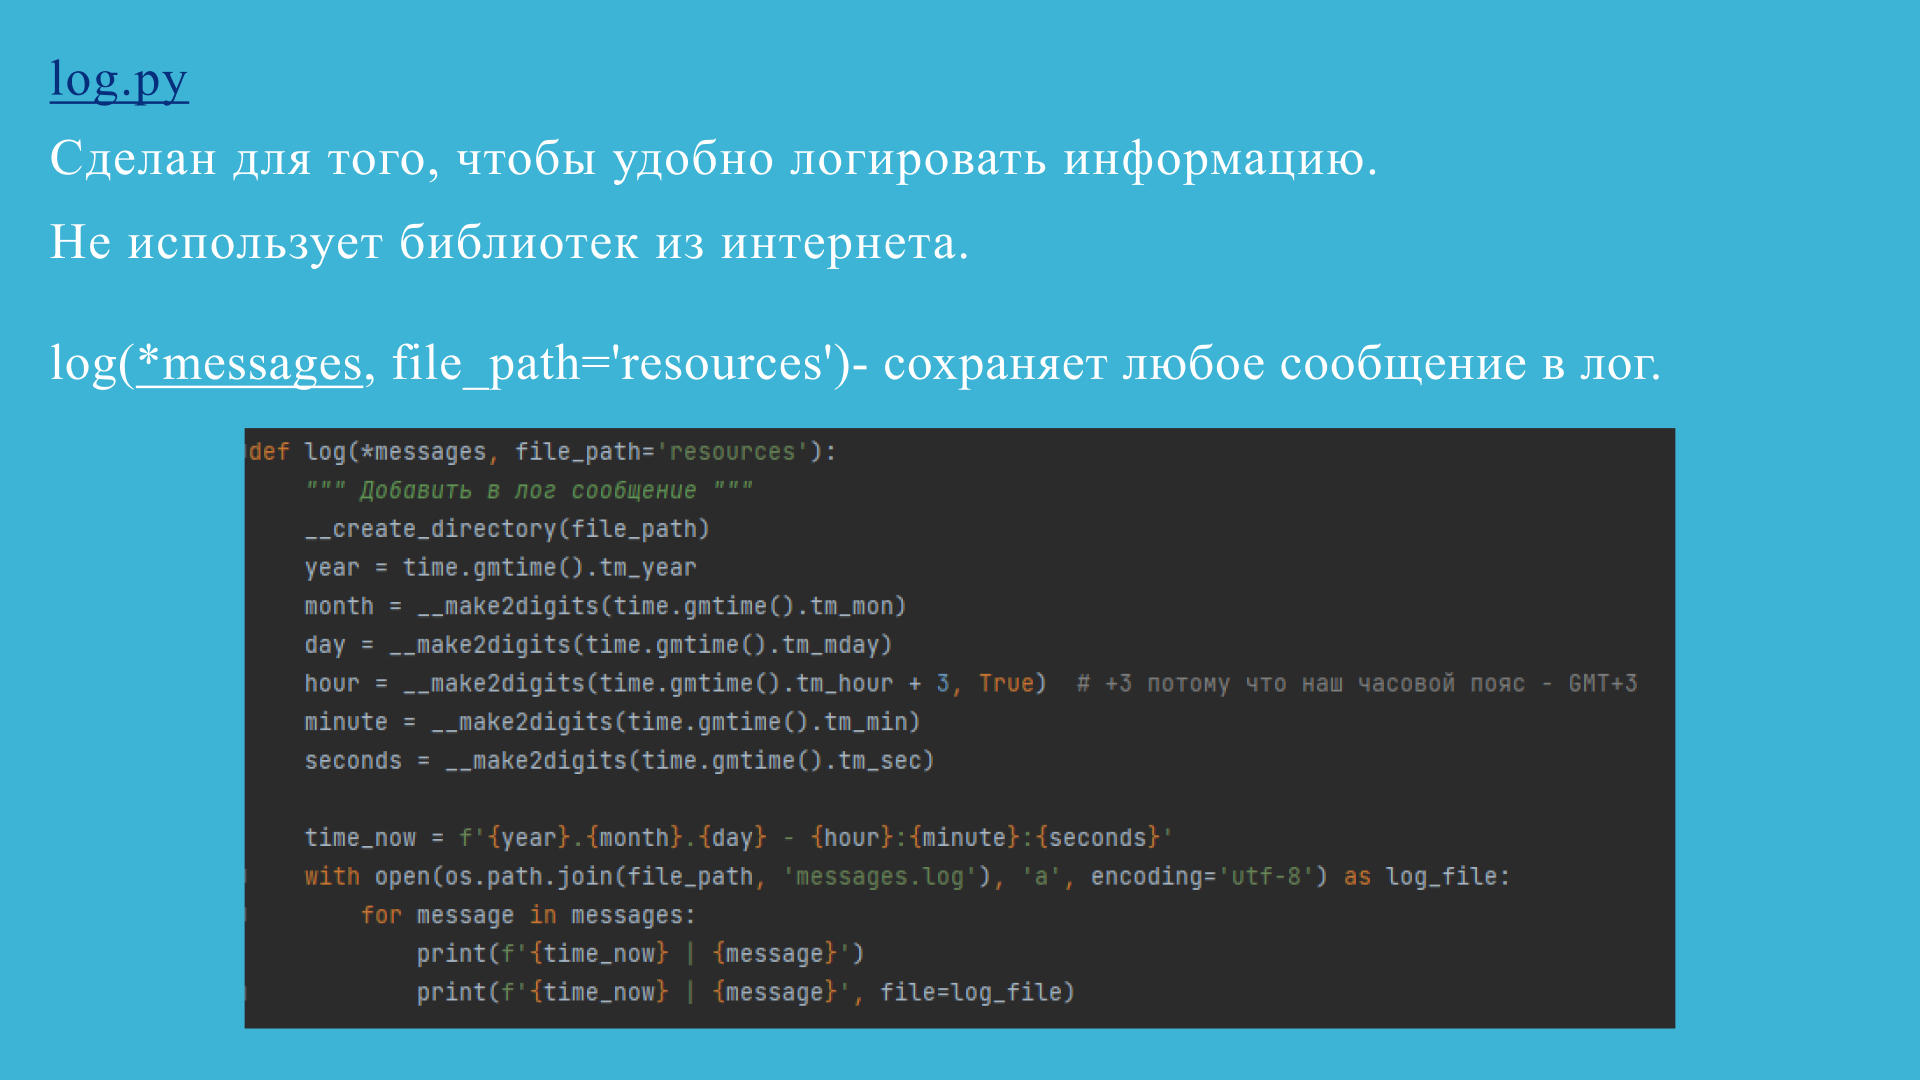 log.py
Сделан для того, чтобы удобно логировать информацию.
Не использует библиотек из интернета.
log(*messages, file_path='resources')- сохраняет любое сообщение в лог.
def log(*messages, file_path='resources'):
    """ Добавить в лог сообщение """
    __create_directory(file_path)
    year = time.gmtime().tm_year
    month = __make2digits(time.gmtime().tm_mon)
    day = __make2digits(time.gmtime().tm_mday)
    hour = __make2digits(time.gmtime().tm_hour + 3, True)  # +3 потому что наш часовой пояс - GMT+3
    minute = __make2digits(time.gmtime().tm_min)
    seconds = __make2digits(time.gmtime().tm_sec)
    time_now = f'{year}.{month}.{day} - {hour}:{minute}:{seconds}'
    with open(os.path.join(file_path, 'messages.log'), 'a', encoding='utf-8') as log_file:
        for message in messages:
            print(f'{time_now} | {message}')
            print(f'{time_now} | {message}', file=log_file)